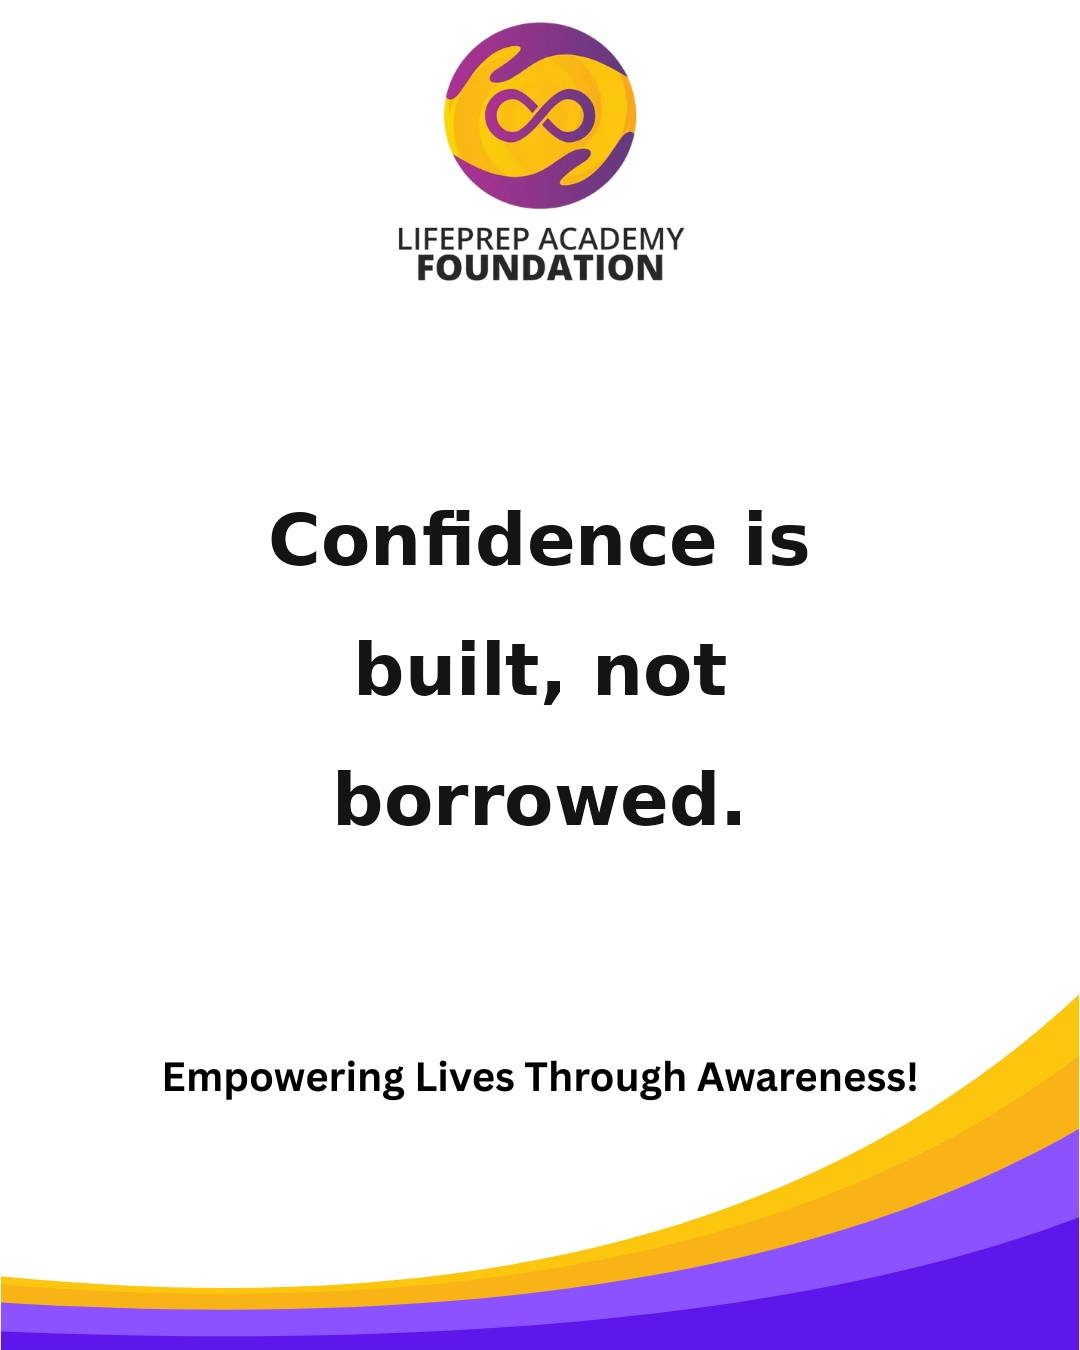 LIFEPREP ACADEMY
FOUNDATION
Confidence is
built, not
borrowed.
Empowering Lives Through Awareness!